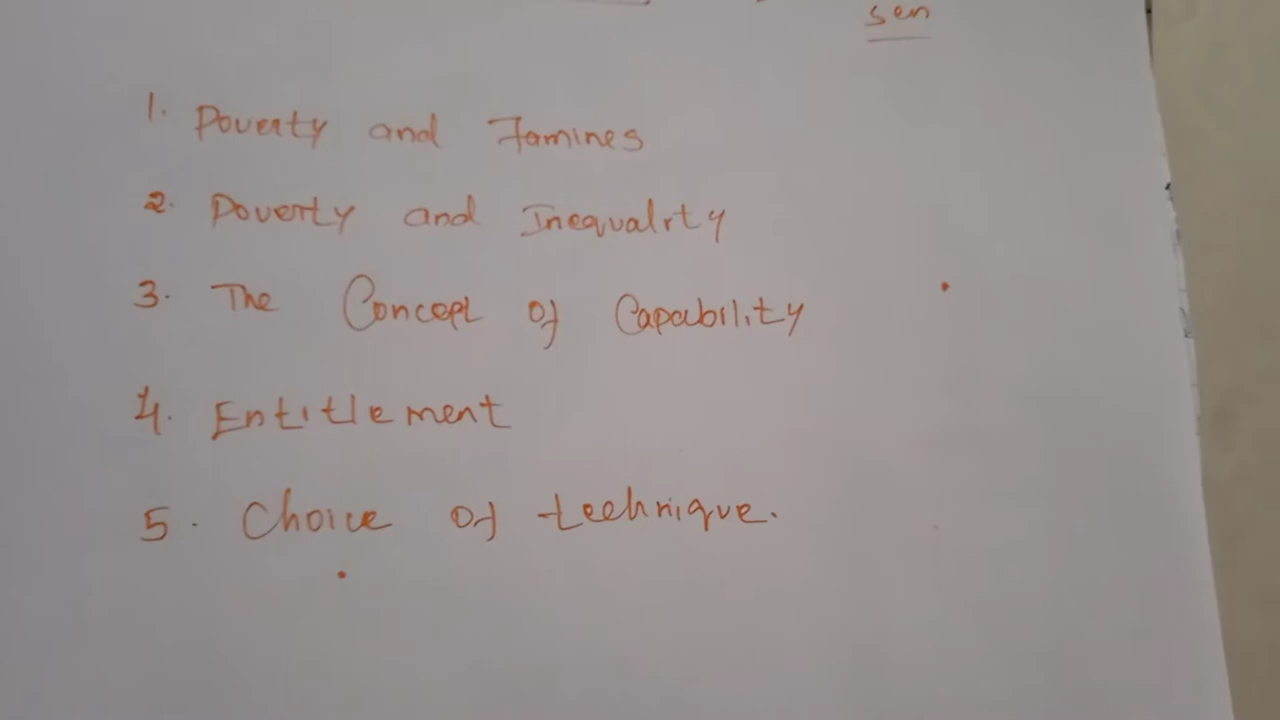 sen
1. Poverty and Famines
2. Poverty and Inequality
3. The Concept of Capability
4. Entitlement
5. Choice of technique.